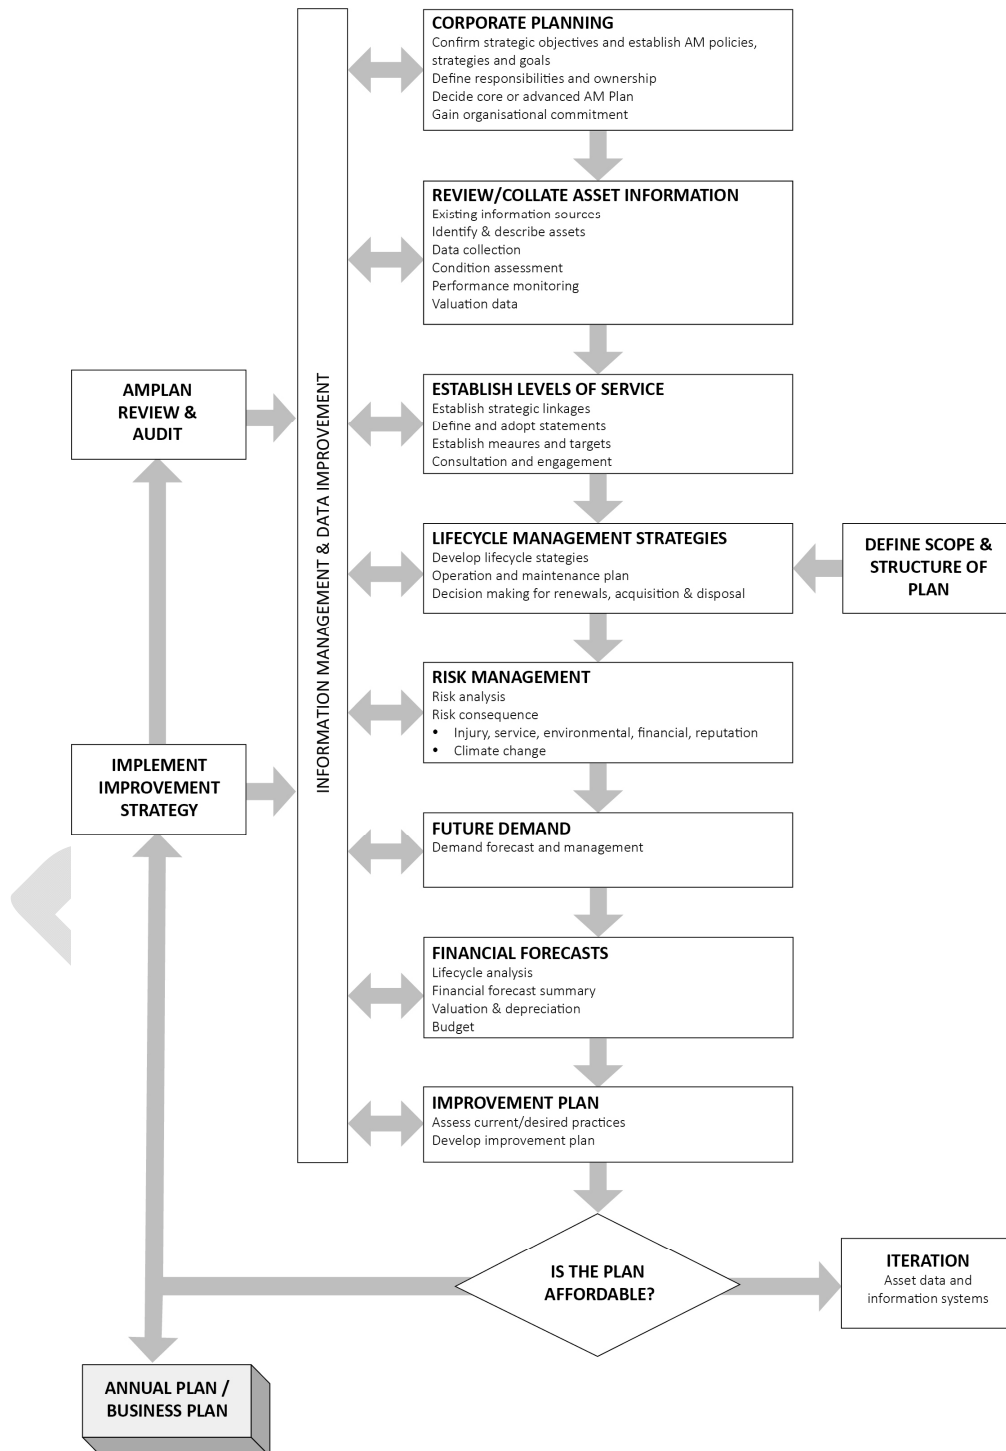 CORPORATE PLANNING
Confirm strategic objectives and establish AM policies,
strategies and goals
Define responsibilities and ownership
Decide core or advanced AM Plan
Gain organisational commitment
REVIEW/COLLATE ASSET INFORMATION
Existing information sources
Identify & describe assets
Data collection
Condition assessment
Performance monitoring
Valuation data
AMPLAN
REVIEW &
AUDIT
INFORMATION MANAGEMENT & DATA IMPROVEMENT
ESTABLISH LEVELS OF SERVICE
Establish strategic linkages
Define and adopt statements
Establish meaures and targets
Consultation and engagement
LIFECYCLE MANAGEMENT STRATEGIES
Develop lifecycle stategies
Operation and maintenance plan
Decision making for renewals, acquisition & disposal
DEFINE SCOPE &
STRUCTURE OF
PLAN
RISK MANAGEMENT
Risk analysis
Risk consequence
• Injury, service, environmental, financial, reputation
• Climate change
IMPLEMENT
IMPROVEMENT
STRATEGY
FUTURE DEMAND
Demand forecast and management
FINANCIAL FORECASTS
Lifecycle analysis
Financial forecast summary
Valuation & depreciation
Budget
IMPROVEMENT PLAN
Assess current/desired practices
Develop improvement plan
IS THE PLAN
AFFORDABLE?
ITERATION
Asset data and
information systems
ANNUAL PLAN /
BUSINESS PLAN